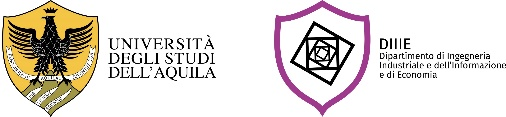 UNIVERSITÀ
DEGLI STUDI
DELL'AQUILA
DIIIE
Dipartimento di Ingegneria
Industriale e dell'Informazione
e di Economia